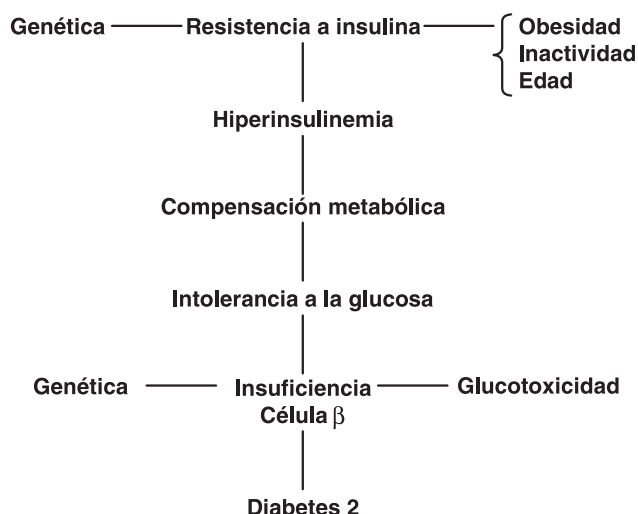 Genética
Resistencia a insulina
Obesidad
Inactividad
Edad
Hiperinsulinemia
Compensación metabólica
Intolerancia a la glucosa
Genética
Insuficiencia
Célula β
Glucotoxicidad
Diabetes 2